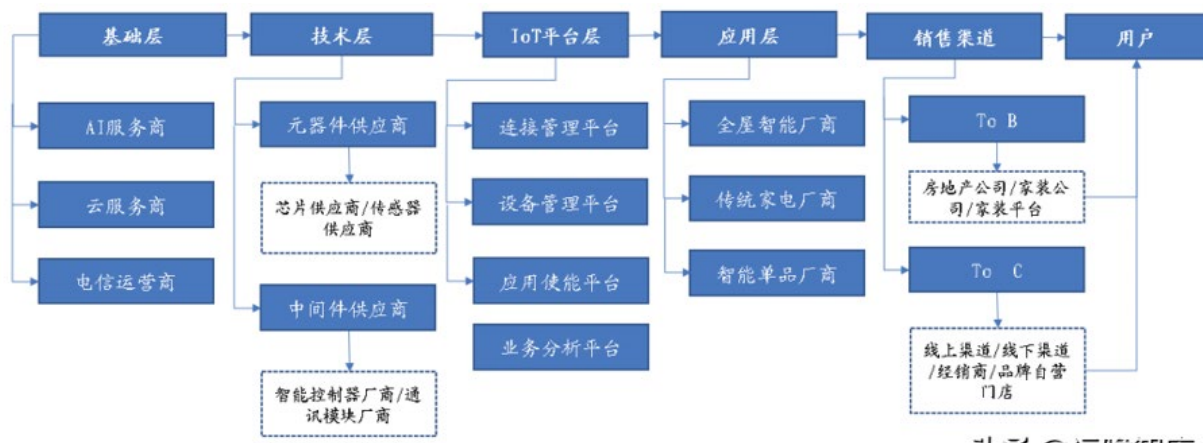 基础层
技术层
IoT平台层
应用层
销售渠道
用户
AI服务商
云服务商
电信运营商
元器件供应商
芯片供应商/传感器
供应商
中间件供应商
智能控制器厂商/通
讯模块厂商
连接管理平台
设备管理平台
应用使能平台
业务分析平台
全屋智能厂商
传统家电厂商
智能单品厂商
To B
房地产公司/家装公
司/家装平台
To C
线上渠道/线下渠道
/经销商/品牌自营
门店